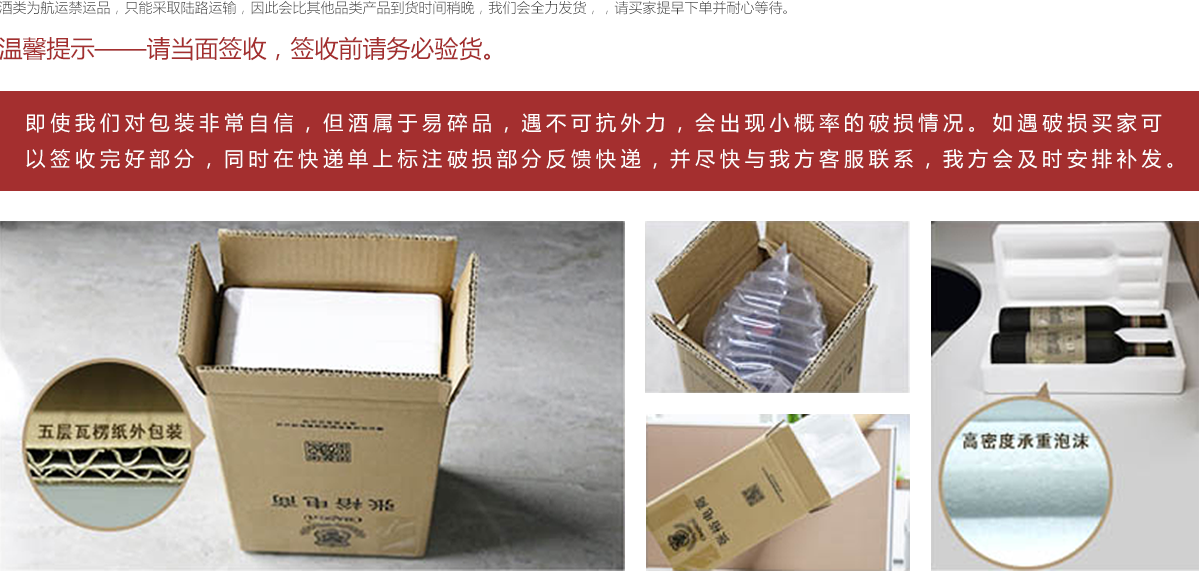 酒类为航运禁运品，只能采取陆路运输，因此会比其他品类产品到货时间稍晚，我们会全力发货，，请买家提早下单并耐心等待。
温馨提示——请当面签收，签收前请务必验货。
即使我们对包装非常自信，但酒属于易碎品，遇不可抗外力，会出现小概率的破损情况。如遇破损买家可
以签收完好部分，同时在快递单上标注破损部分反馈快递，并尽快与我方客服联系，我方会及时安排补发。
五层瓦楞纸外包装
张裕电商
张裕电商
高密度承重泡沫